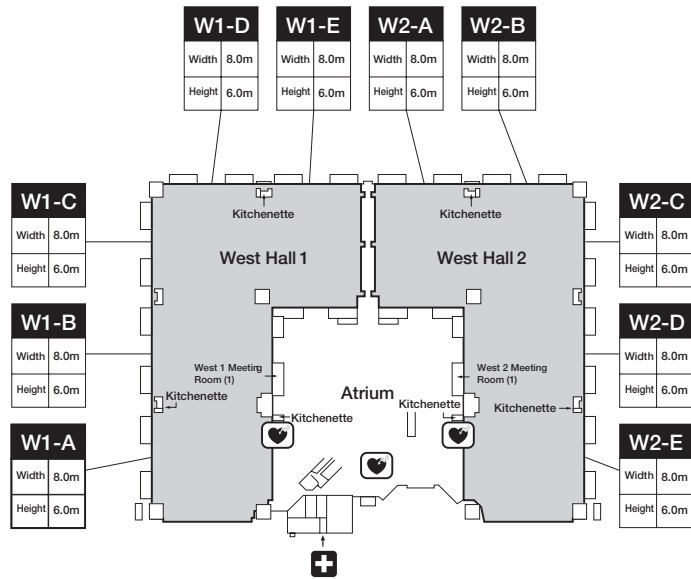 W1-D
Width 8.0m
Height 6.0m
W1-E
Width 8.0m
Height 6.0m
W2-A
Width 8.0m
Height 6.0m
W2-B
Width 8.0m
Height 6.0m
W1-C
Width 8.0m
Height 6.0m
Kitchenette
Kitchenette
W2-C
Width 8.0m
Height 6.0m
West Hall 1
West Hall 2
W1-B
Width 8.0m
Height 6.0m
W2-D
Width 8.0m
Height 6.0m
West 1 Meeting
Room (1)
West 2 Meeting
Room (1)
Atrium
Kitchenette
Kitchenette
Kitchenette
Kitchenette
W1-A
Width 8.0m
Height 6.0m
W2-E
Width 8.0m
Height 6.0m